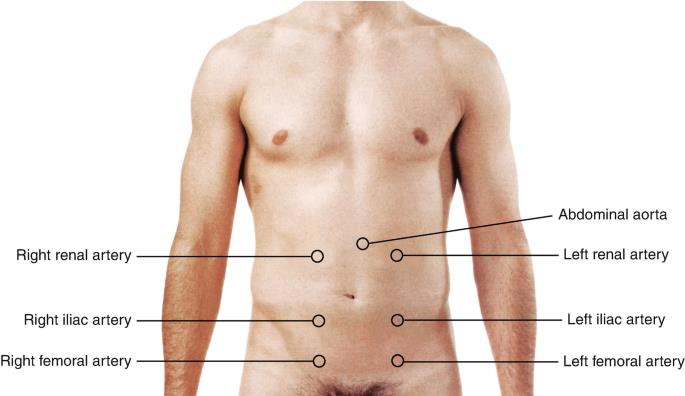 Abdominal aorta
Right renal artery
Left renal artery
Right iliac artery
Left iliac artery
Right femoral artery
Left femoral artery